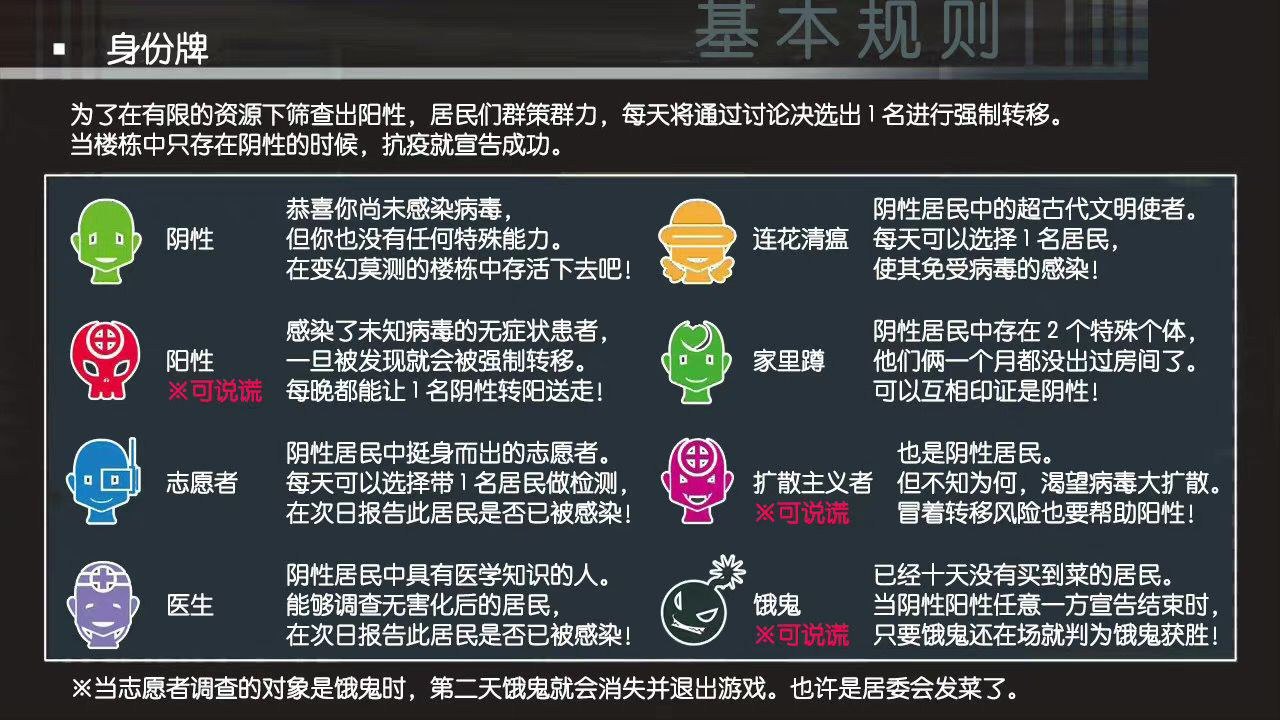 基本规则
▪ 身份牌
为了在有限的资源下筛查出阳性，居民们群策群力，每天将通过讨论决选出1名进行强制转移。
当楼栋中只存在阴性的时候，抗疫就宣告成功。
阴性
恭喜你尚未感染病毒，
但你也没有任何特殊能力。
在变幻莫测的楼栋中存活下去吧！
连花清瘟
阴性居民中的超古代文明使者。
每天可以选择1名居民，
使其免受病毒的感染！
阳性
※可说谎
感染了未知病毒的无症状患者，
一旦被发现就会被强制转移。
每晚都能让1名阴性转阳送走！
家里蹲
阴性居民中存在2个特殊个体，
他们俩一个月都没出过房间了。
可以互相印证是阴性！
志愿者
阴性居民中挺身而出的志愿者。
每天可以选择带1名居民做检测，
在次日报告此居民是否已被感染！
扩散主义者
※可说谎
也是阴性居民。
但不知为何，渴望病毒大扩散。
冒着转移风险也要帮助阳性！
医生
阴性居民中具有医学知识的人。
能够调查无害化后的居民，
在次日报告此居民是否已被感染！
饿鬼
※可说谎
已经十天没有买到菜的居民。
当阴性阳性任意一方宣告结束时，
只要饿鬼还在场就判为饿鬼获胜！
※当志愿者调查的对象是饿鬼时，第二天饿鬼就会消失并退出游戏。也许是居委会发菜了。